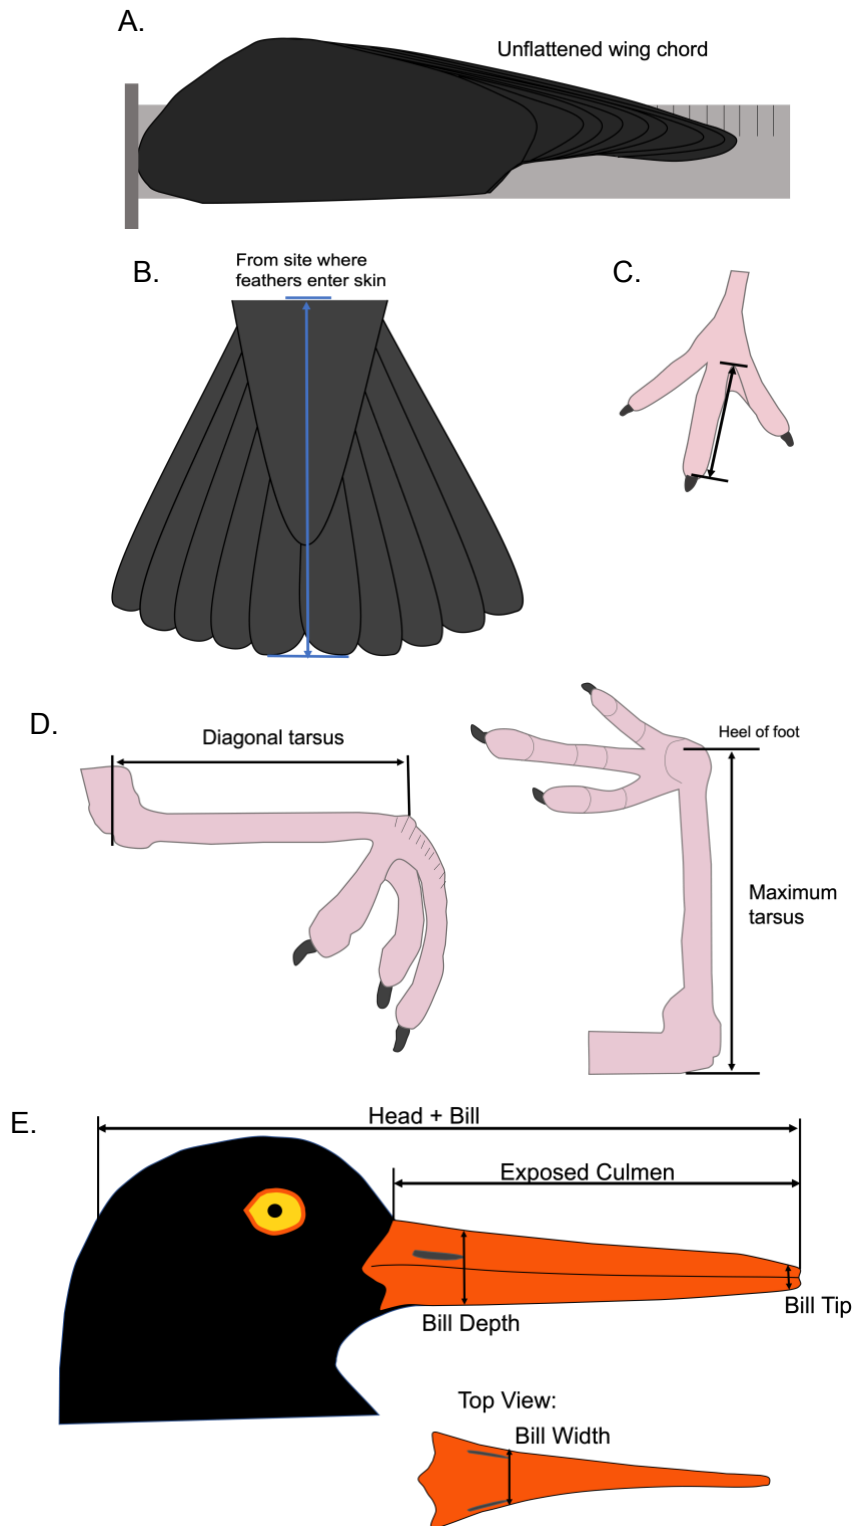 A.
Unflattened wing chord
B.
From site where
feathers enter skin
C.
D.
Diagonal tarsus
Heel of foot
Maximum
tarsus
E.
Head + Bill
Exposed Culmen
Bill Depth
Bill Tip
Top View:
Bill Width